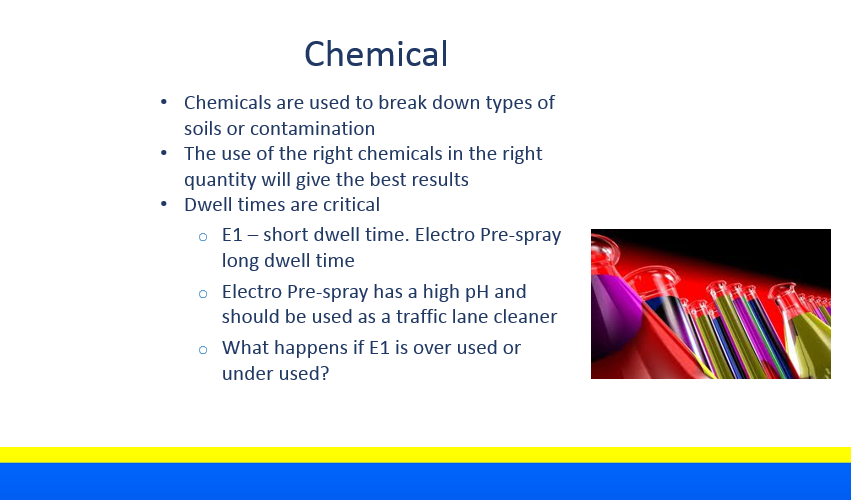 Chemical
• Chemicals are used to break down types of
soils or contamination
• The use of the right chemicals in the right
quantity will give the best results
• Dwell times are critical
○ E1 – short dwell time. Electro Pre-spray
long dwell time
○ Electro Pre-spray has a high pH and
should be used as a traffic lane cleaner
○ What happens if E1 is over used or
under used?